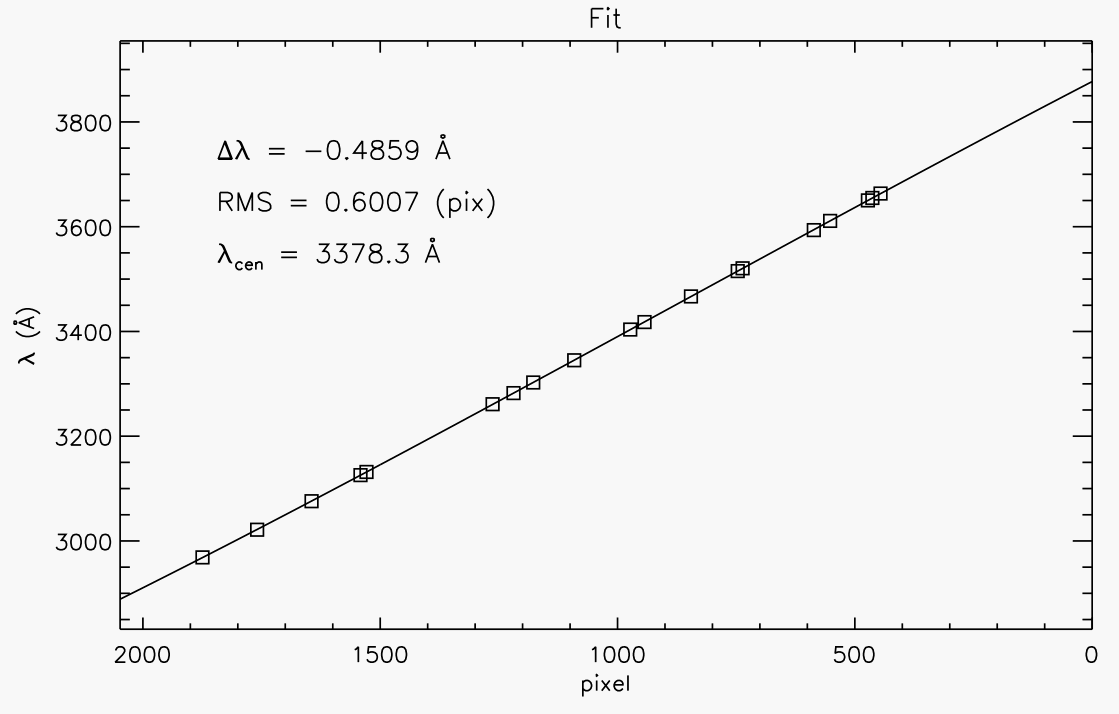 Fit
Δλ = −0.4859 Å
RMS = 0.6007 (pix)
λcen = 3378.3 Å
λ (Å)
3800
3600
3400
3200
3000
2000 1500 1000 500 0
pixel